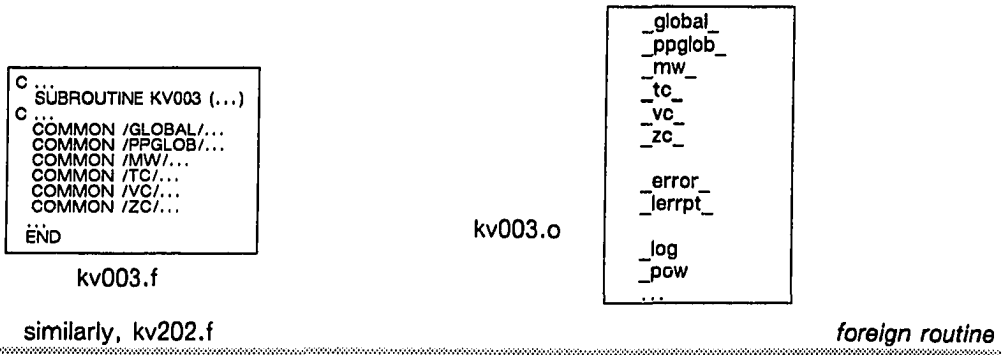 C ...
SUBROUTINE KV003 (...)
C ...
COMMON /GLOBAL/...
COMMON /PPGLOB/...
COMMON /MW/...
COMMON /TC/...
COMMON /VC/...
COMMON /ZC/...
...
END
kv003.f
similarly, kv202.f
kv003.o
_global_
_ppglob_
_mw_
_tc_
_vc_
_zc_
_error_
_lerrpt_
_log
_pow
...
foreign routine